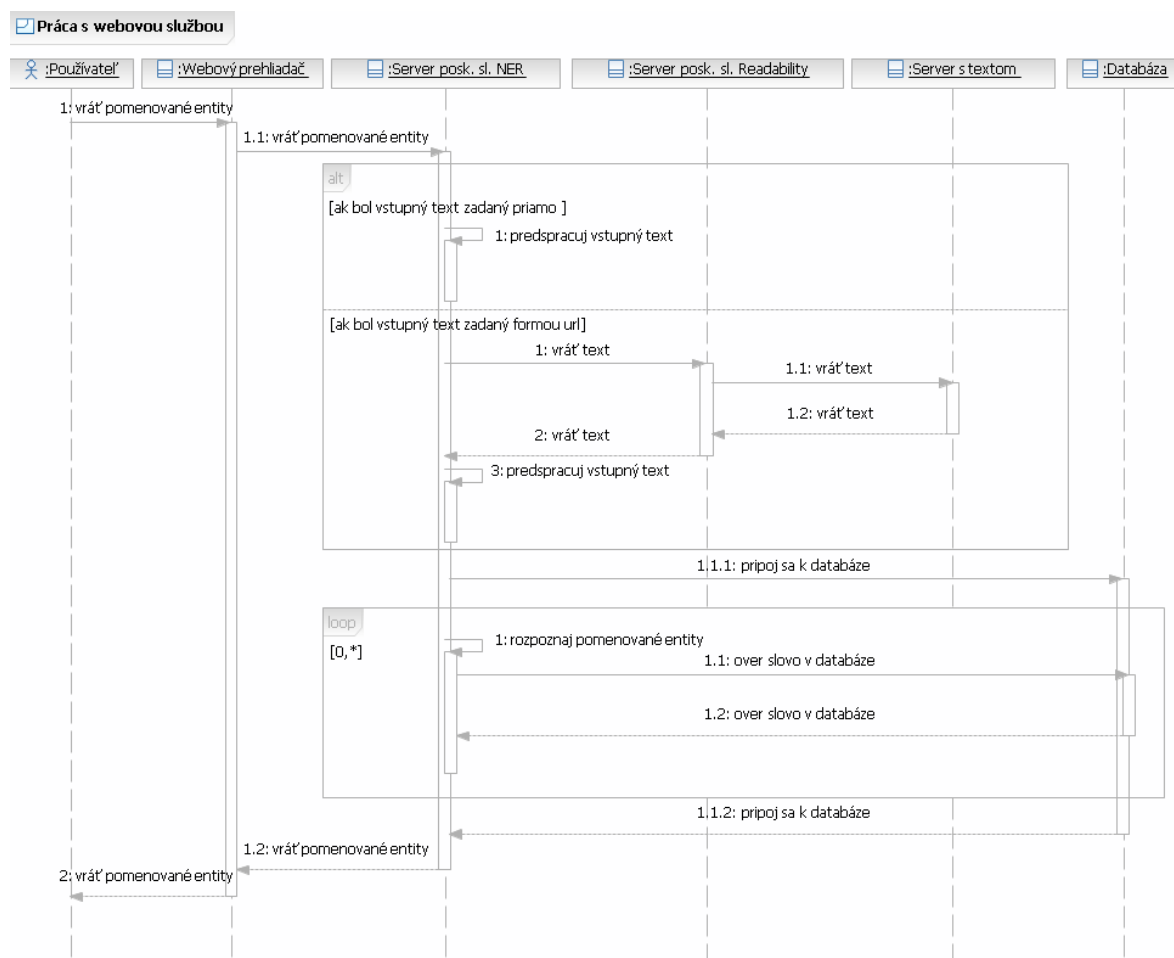 Práca s webovou službou
:Používateľ
:Webový prehliadač
:Server posk. sl. NER
:Server posk. sl. Readability
:Server s textom
:Databáza
1: vráť pomenované entity
1.1: vráť pomenované entity
alt
[ak bol vstupný text zadaný priamo ]
1: predspracuj vstupný text
[ak bol vstupný text zadaný formou url]
1: vráť text
1.1: vráť text
1.2: vráť text
2: vráť text
3: predspracuj vstupný text
1.1.1: pripoj sa k databáze
loop
[0,*]
1: rozpoznaj pomenované entity
1.1: over slovo v databáze
1.2: over slovo v databáze
1.1.2: pripoj sa k databáze
1.2: vráť pomenované entity
2: vráť pomenované entity